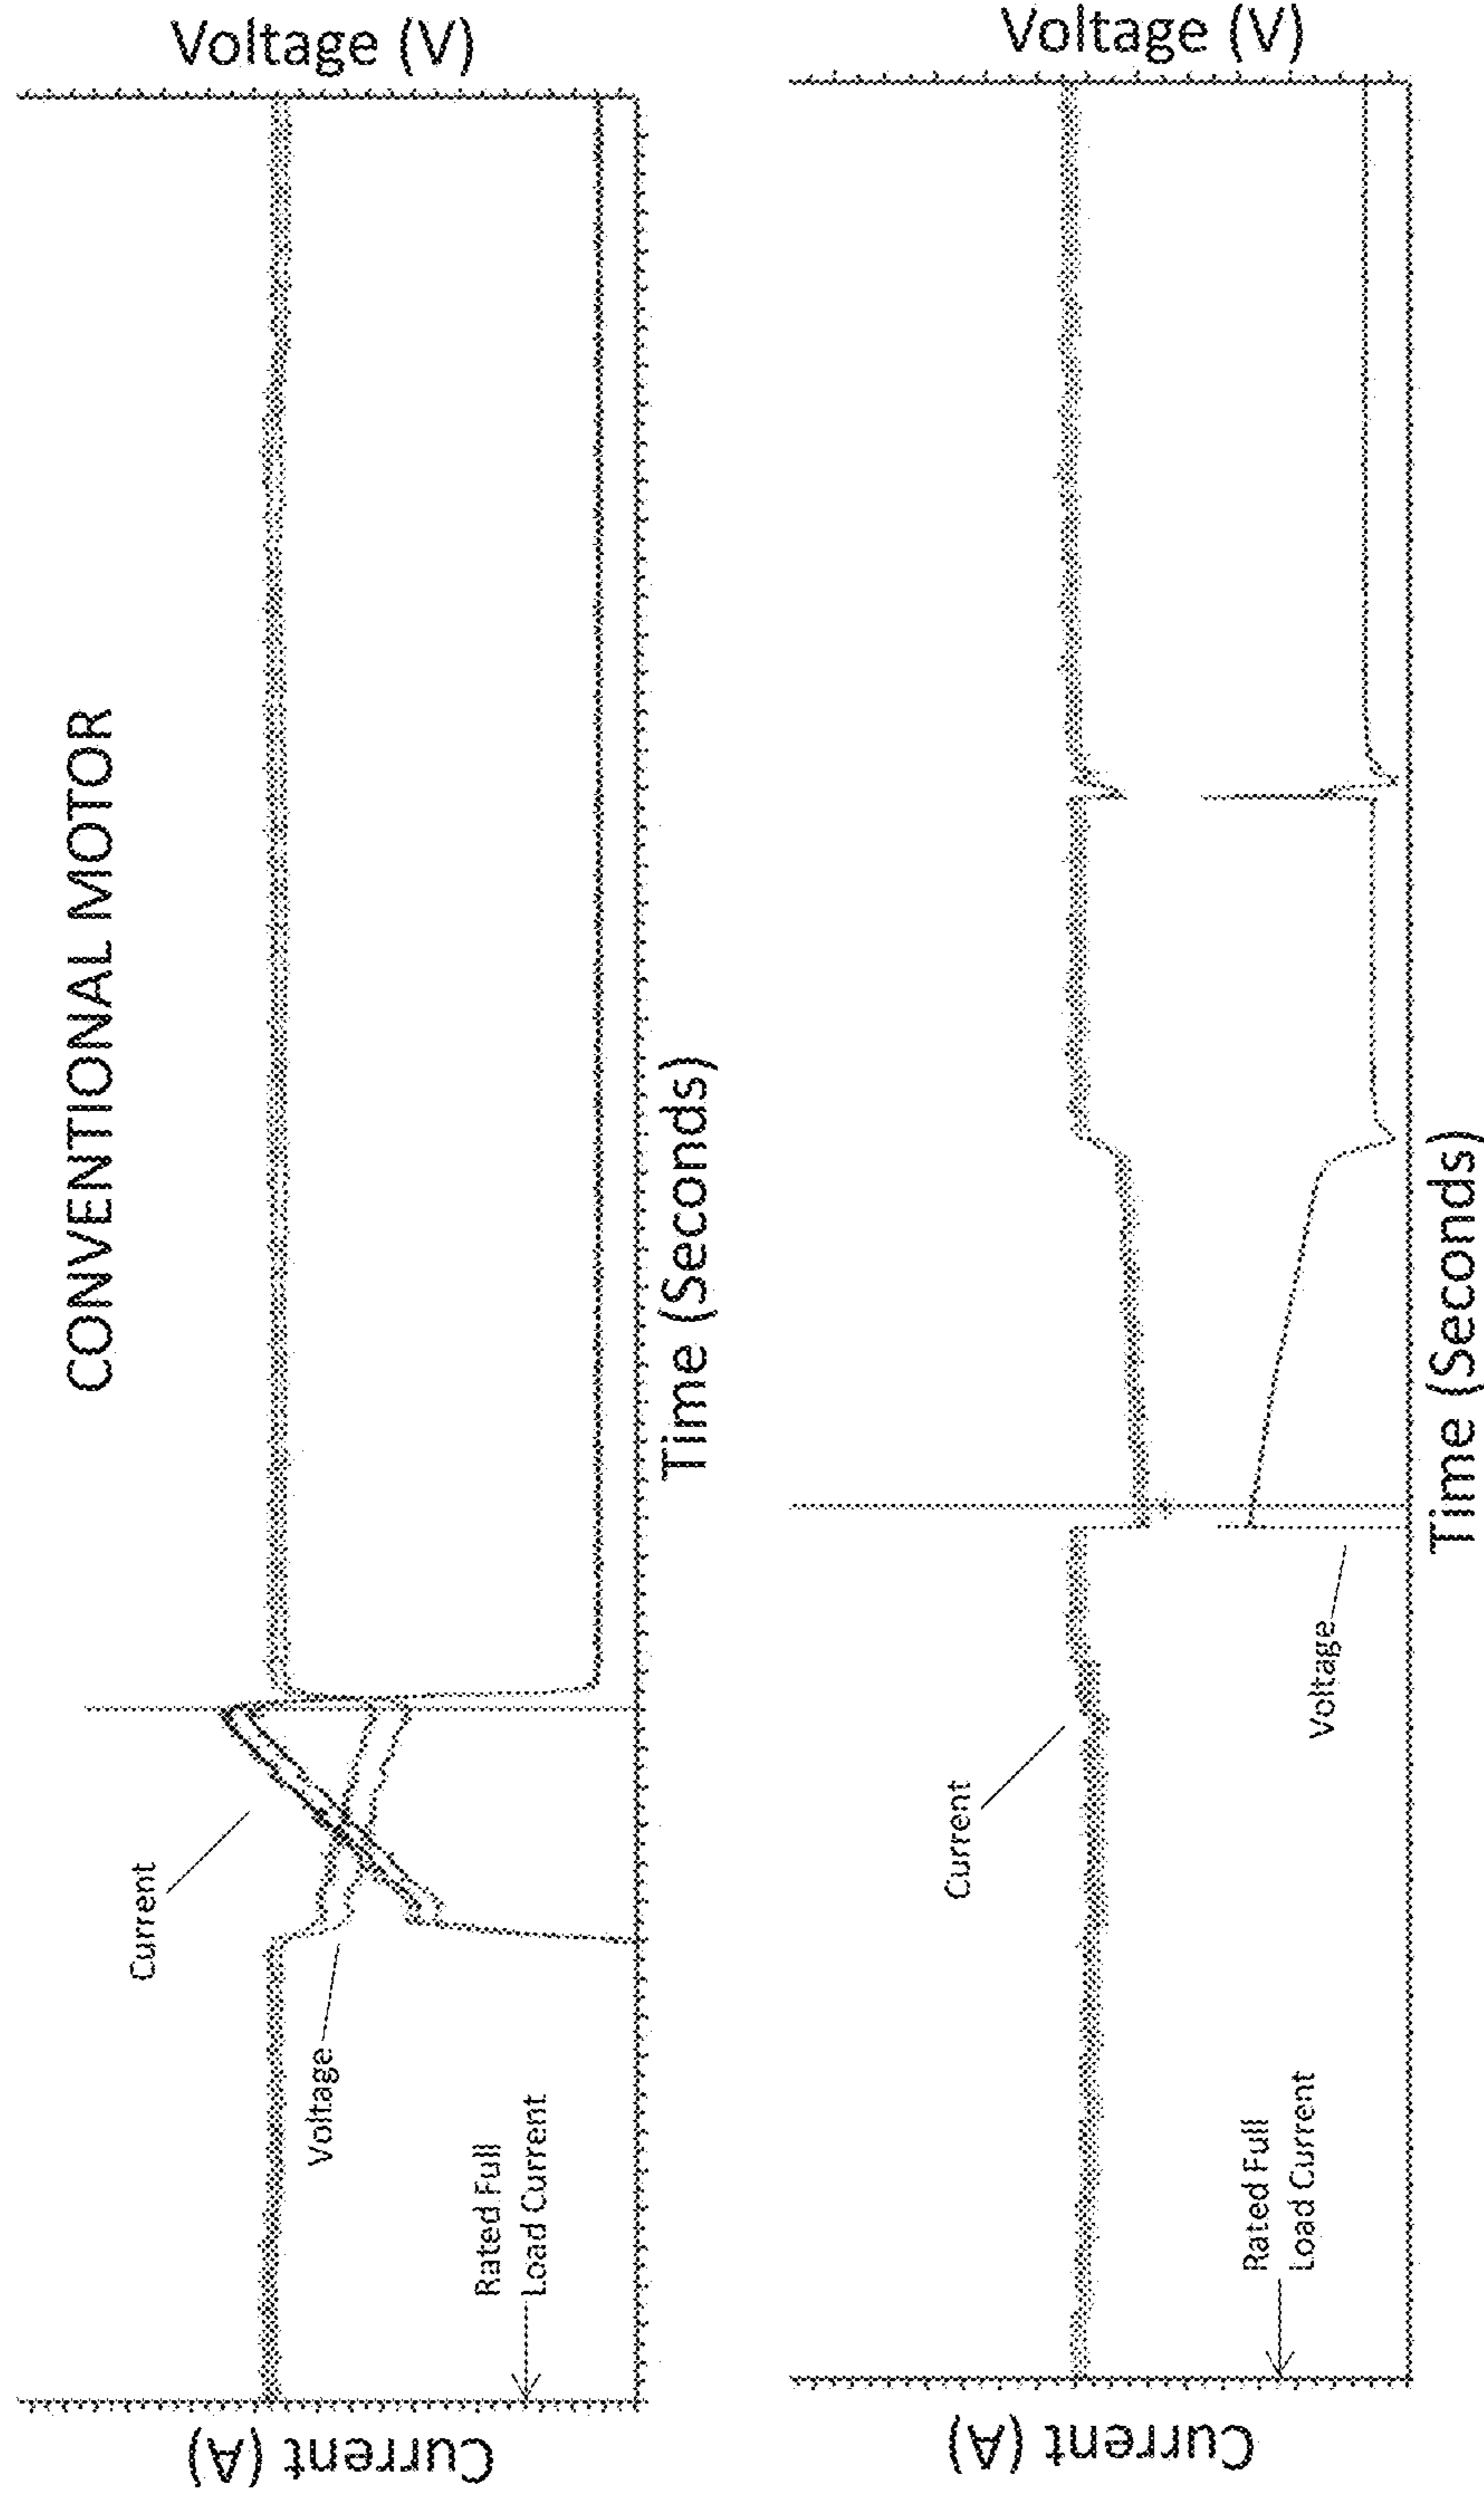 CONVENTIONAL MOTOR
Current (A)
Voltage (V)
Current
Voltage
Rated Full
Load Current
Time (Seconds)
Current (A)
Voltage (V)
Current
Voltage
Rated Full
Load Current
Time (Seconds)